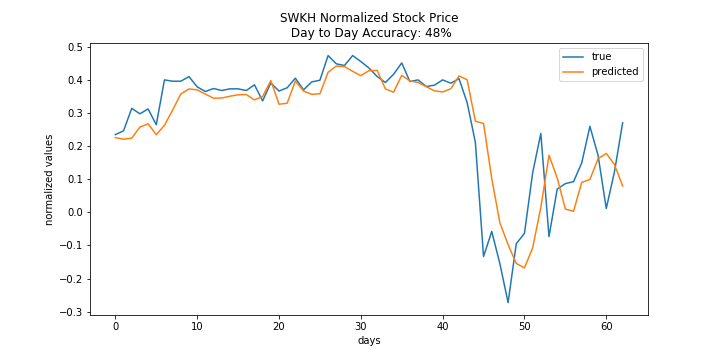 SWKH Normalized Stock Price
Day to Day Accuracy: 48%
true
predicted
normalized values
0.5
0.4
0.3
0.2
0.1
0.0
−0.1
−0.2
−0.3
0
10
20
30
40
50
60
days